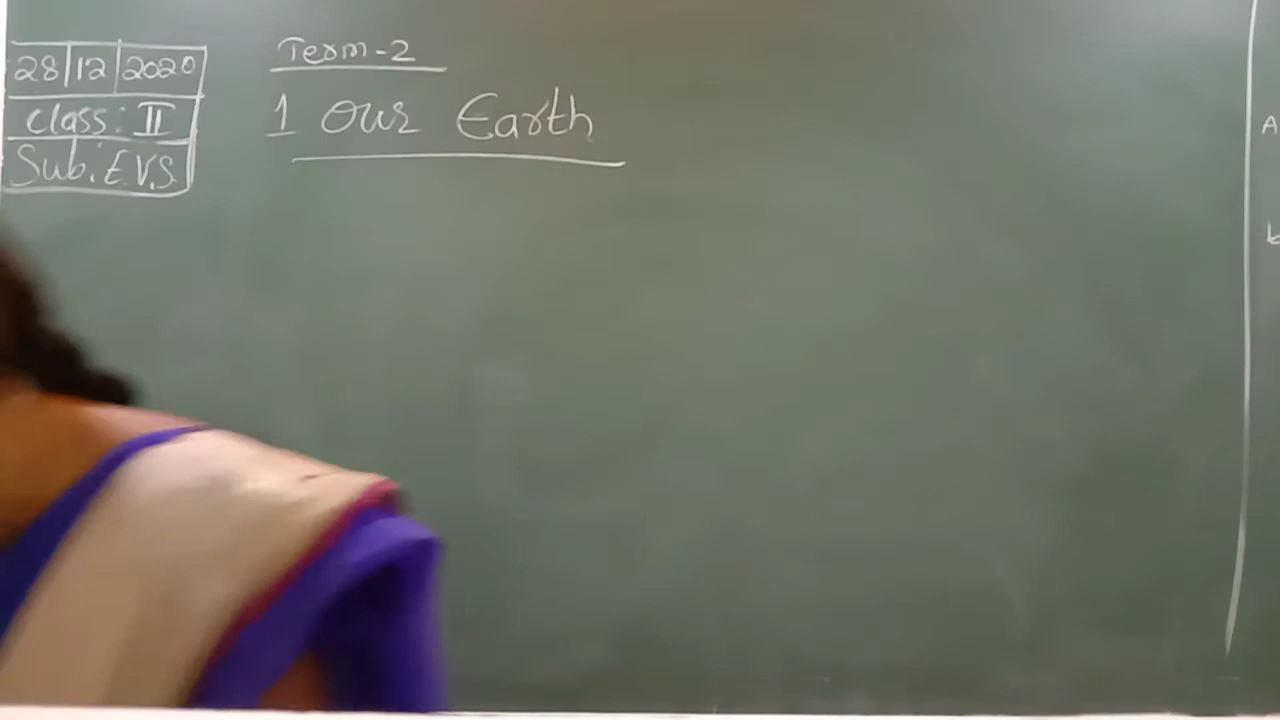 28|12|2020
class: II
Sub: E.V.S.
Term-2
1 Our Earth
A